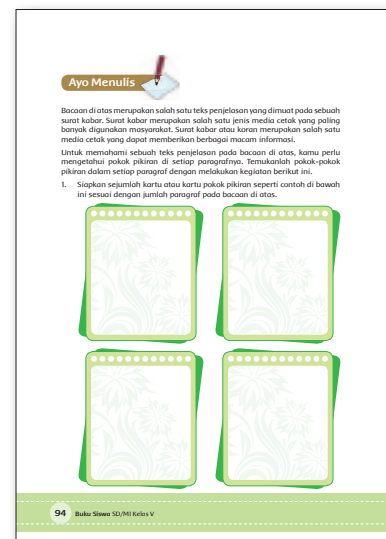 Ayo Menulis
Bacaan di atas merupakan salah satu teks penjelasan yang dimuat pada sebuah
surat kabar. Surat kabar merupakan salah satu jenis media cetak yang paling
banyak digunakan masyarakat. Surat kabar atau koran merupakan salah satu
media cetak yang dapat memberikan berbagai macam informasi.
Untuk memahami sebuah teks penjelasan pada bacaan di atas, kamu perlu
mengetahui pokok pikiran di setiap paragrafnya. Temukanlah pokok-pokok
pikiran dalam setiap paragraf dengan melakukan kegiatan berikut ini.
1. Siapkan sejumlah kartu atau kartu pokok pikiran seperti contoh di bawah
ini sesuai dengan jumlah paragraf pada bacaan di atas.
94 Buku Siswa SD/MI Kelas V